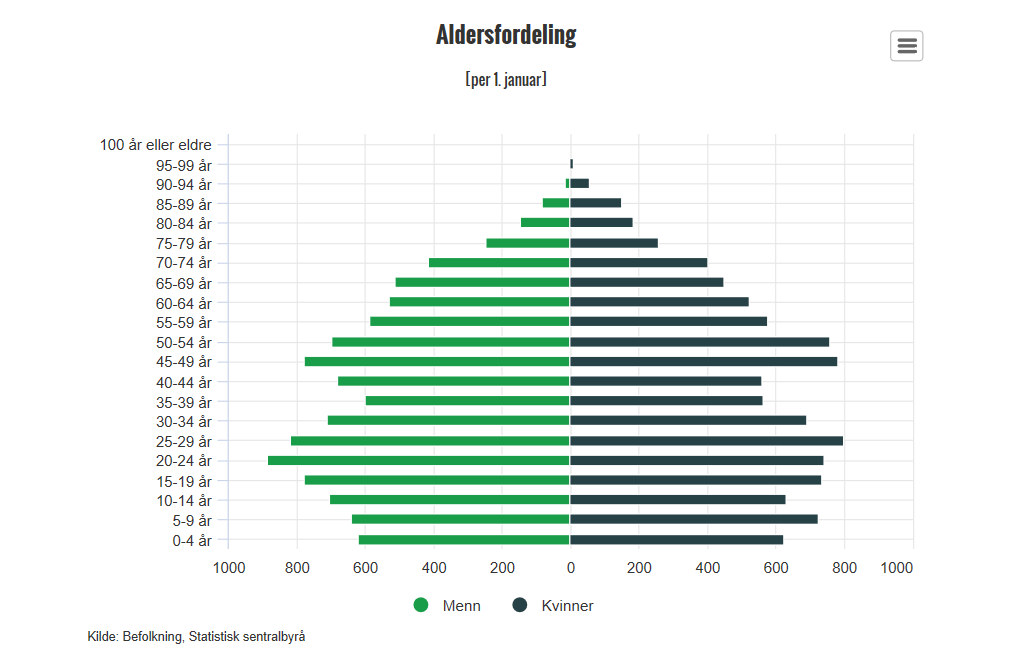 Aldersfordeling
[per 1. januar]
100 år eller eldre
95-99 år
90-94 år
85-89 år
80-84 år
75-79 år
70-74 år
65-69 år
60-64 år
55-59 år
50-54 år
45-49 år
40-44 år
35-39 år
30-34 år
25-29 år
20-24 år
15-19 år
10-14 år
5-9 år
0-4 år
1000 800 600 400 200 0 200 400 600 800 1000
Menn Kvinner
Kilde: Befolkning, Statistisk sentralbyrå